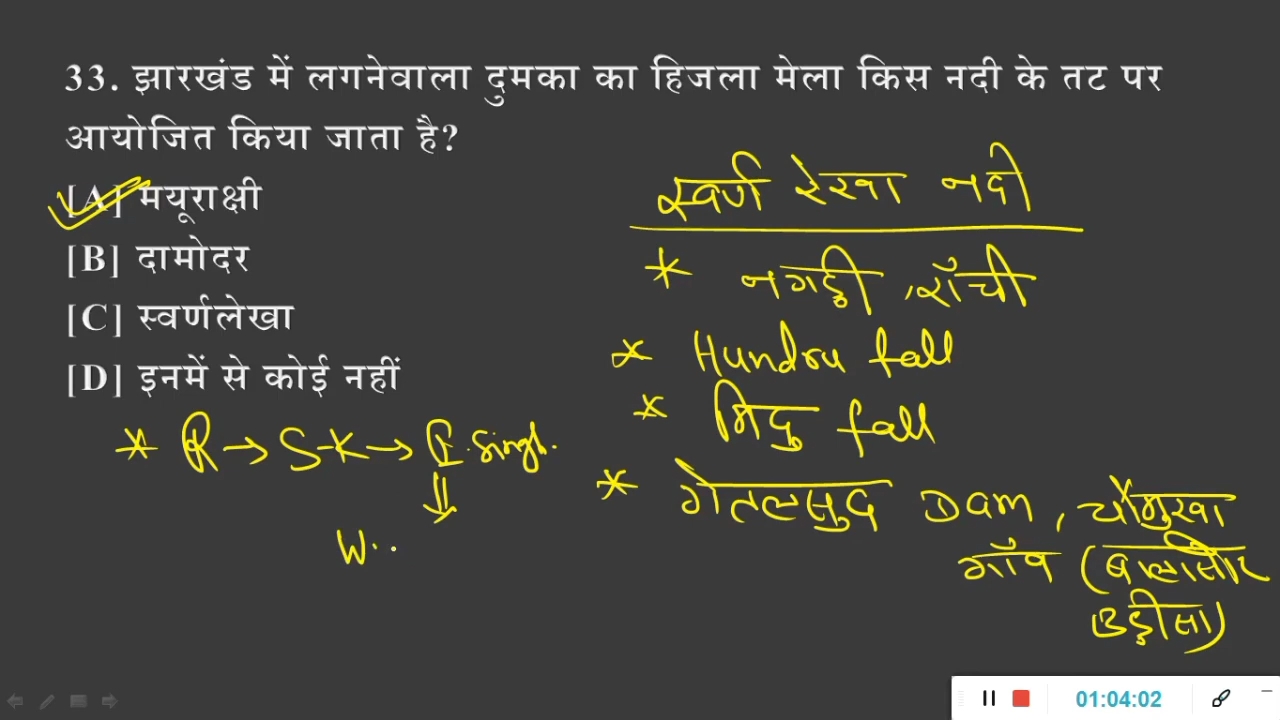 33. झारखंड में लगनेवाला दुमका का हिजला मेला किस नदी के तट पर
आयोजित किया जाता है?
[A] मयूराक्षी
[B] दामोदर
[C] स्वर्णलेखा
[D] इनमें से कोई नहीं
* R → S-K → E. Singh.
W..
स्वर्ण रेखा नदी
* नगड़ी, राँची
* Hundru fall
* मिदु fall
* गेतलसुद Dam, चौमुखा
गाँव (बालासोर
उड़ीसा)
01:04:02